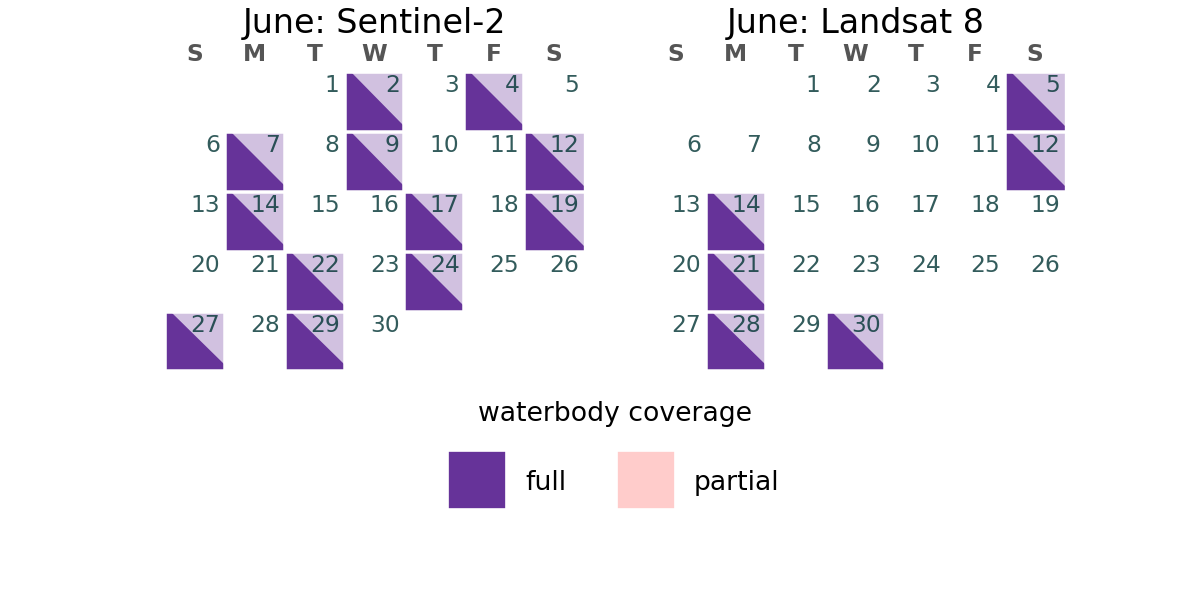 June: Sentinel-2
S M T W T F S
1 2 3 4 5
6 7 8 9 10 11 12
13 14 15 16 17 18 19
20 21 22 23 24 25 26
27 28 29 30
June: Landsat 8
S M T W T F S
1 2 3 4 5
6 7 8 9 10 11 12
13 14 15 16 17 18 19
20 21 22 23 24 25 26
27 28 29 30
waterbody coverage
full partial